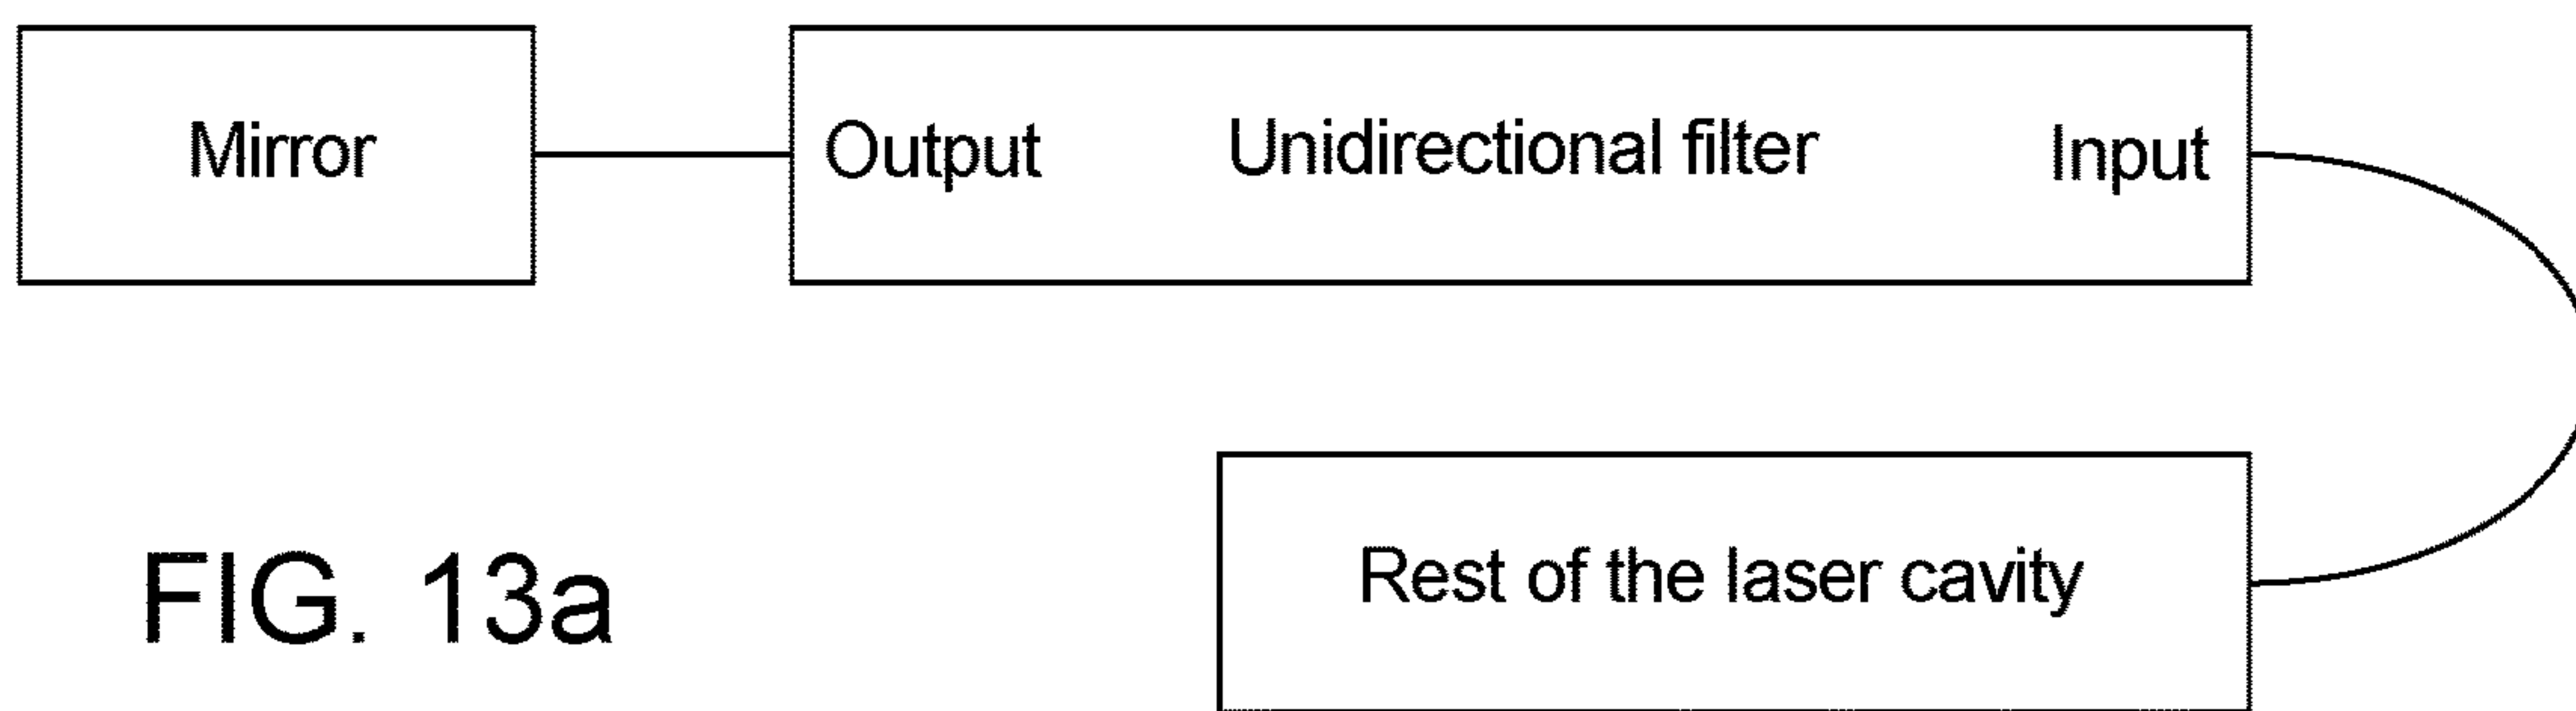 Mirror
Output Unidirectional filter Input
Rest of the laser cavity
FIG. 13a